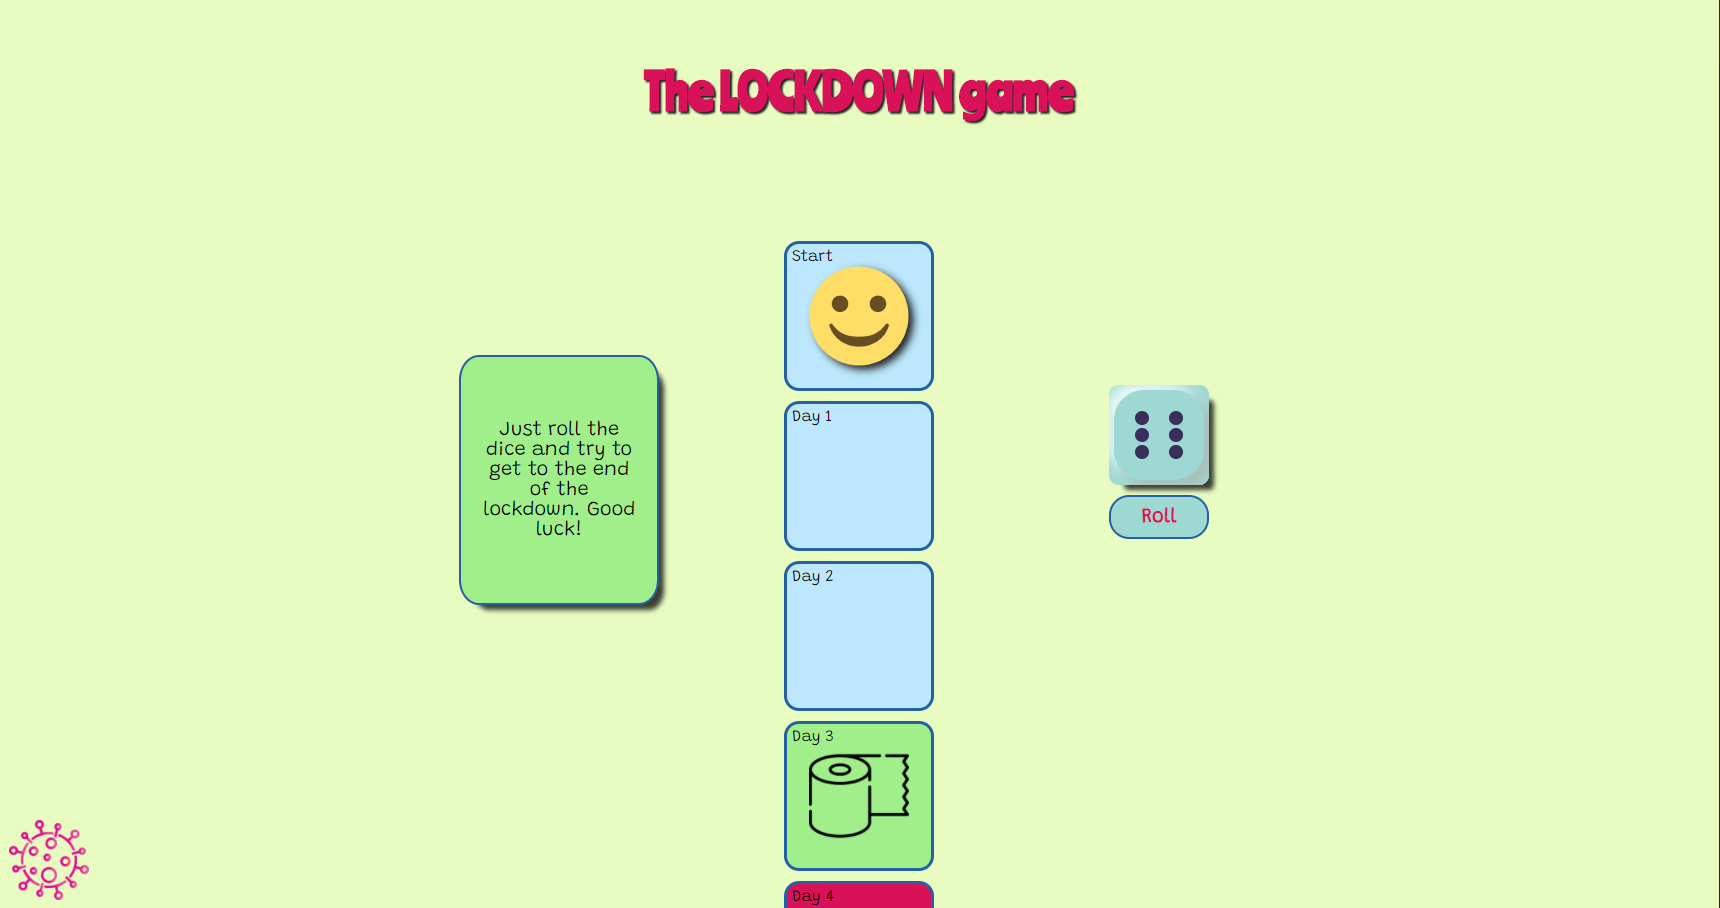 The LOCKDOWN game
Start
Day 1
Just roll the
dice and try to
get to the end
of the
lockdown. Good
luck!
Roll
Day 2
Day 3
Day 4